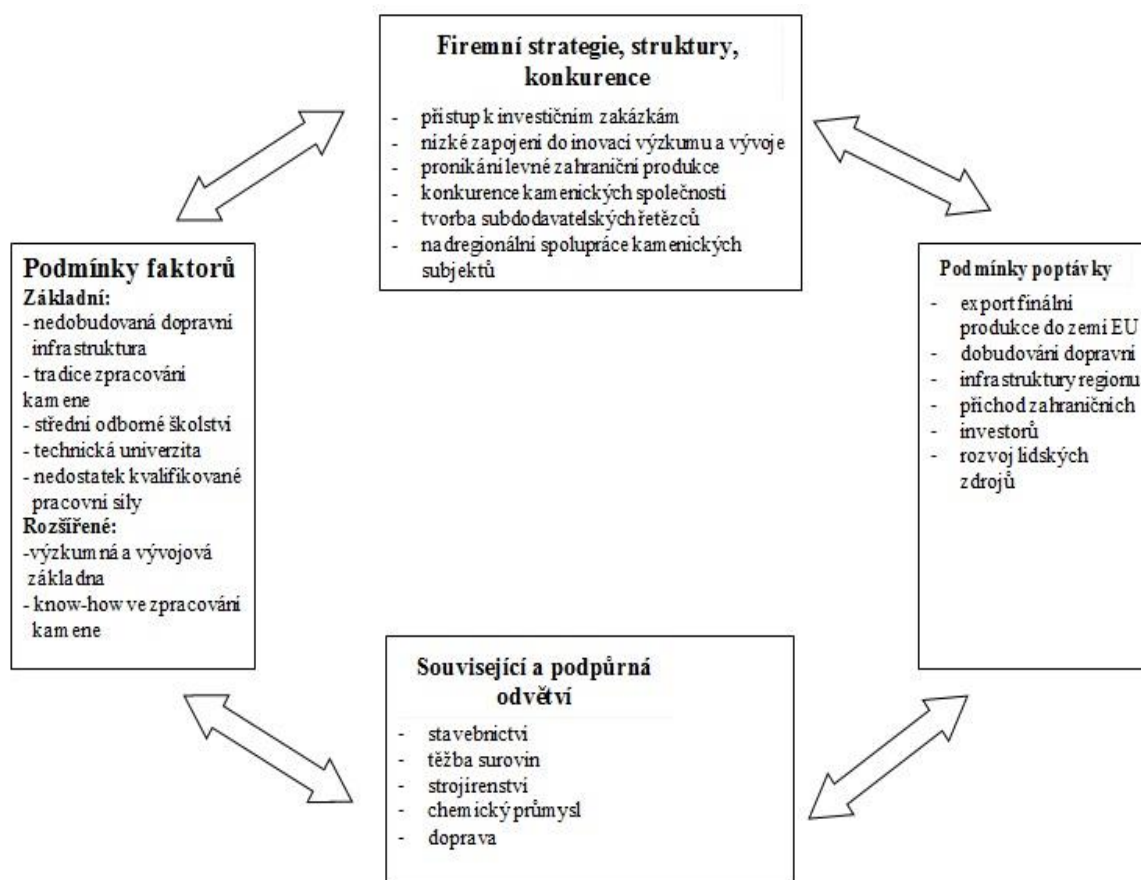 Firemní strategie, struktury,
konkurence
- přístup k investičním zakázkám
- nízké zapojení do inovací výzkumu a vývoje
- pronikání levné zahraniční produkce
- konkurence kamenických společností
- tvorba subdodavatelských řetězců
- nadregionální spolupráce kamenických
subjektů
Podmínky faktorů
Základní:
- nedobudovaná dopravní
infrastruktura
- tradice zpracování
kamene
- střední odborné školství
- technická univerzita
- nedostatek kvalifikované
pracovní síly
Rozšířené:
-výzkumná a vývojová
základna
- know-how ve zpracování
kamene
Podmínky poptávky
- export finální
produkce do zemí EU
- dobudování dopravní
- infrastruktury regionu
- příchod zahraničních
- investorů
- rozvoj lidských
zdrojů
Související a podpůrná
odvětví
- stavebnictví
- těžba surovin
- strojírenství
- chemický průmysl
- doprava